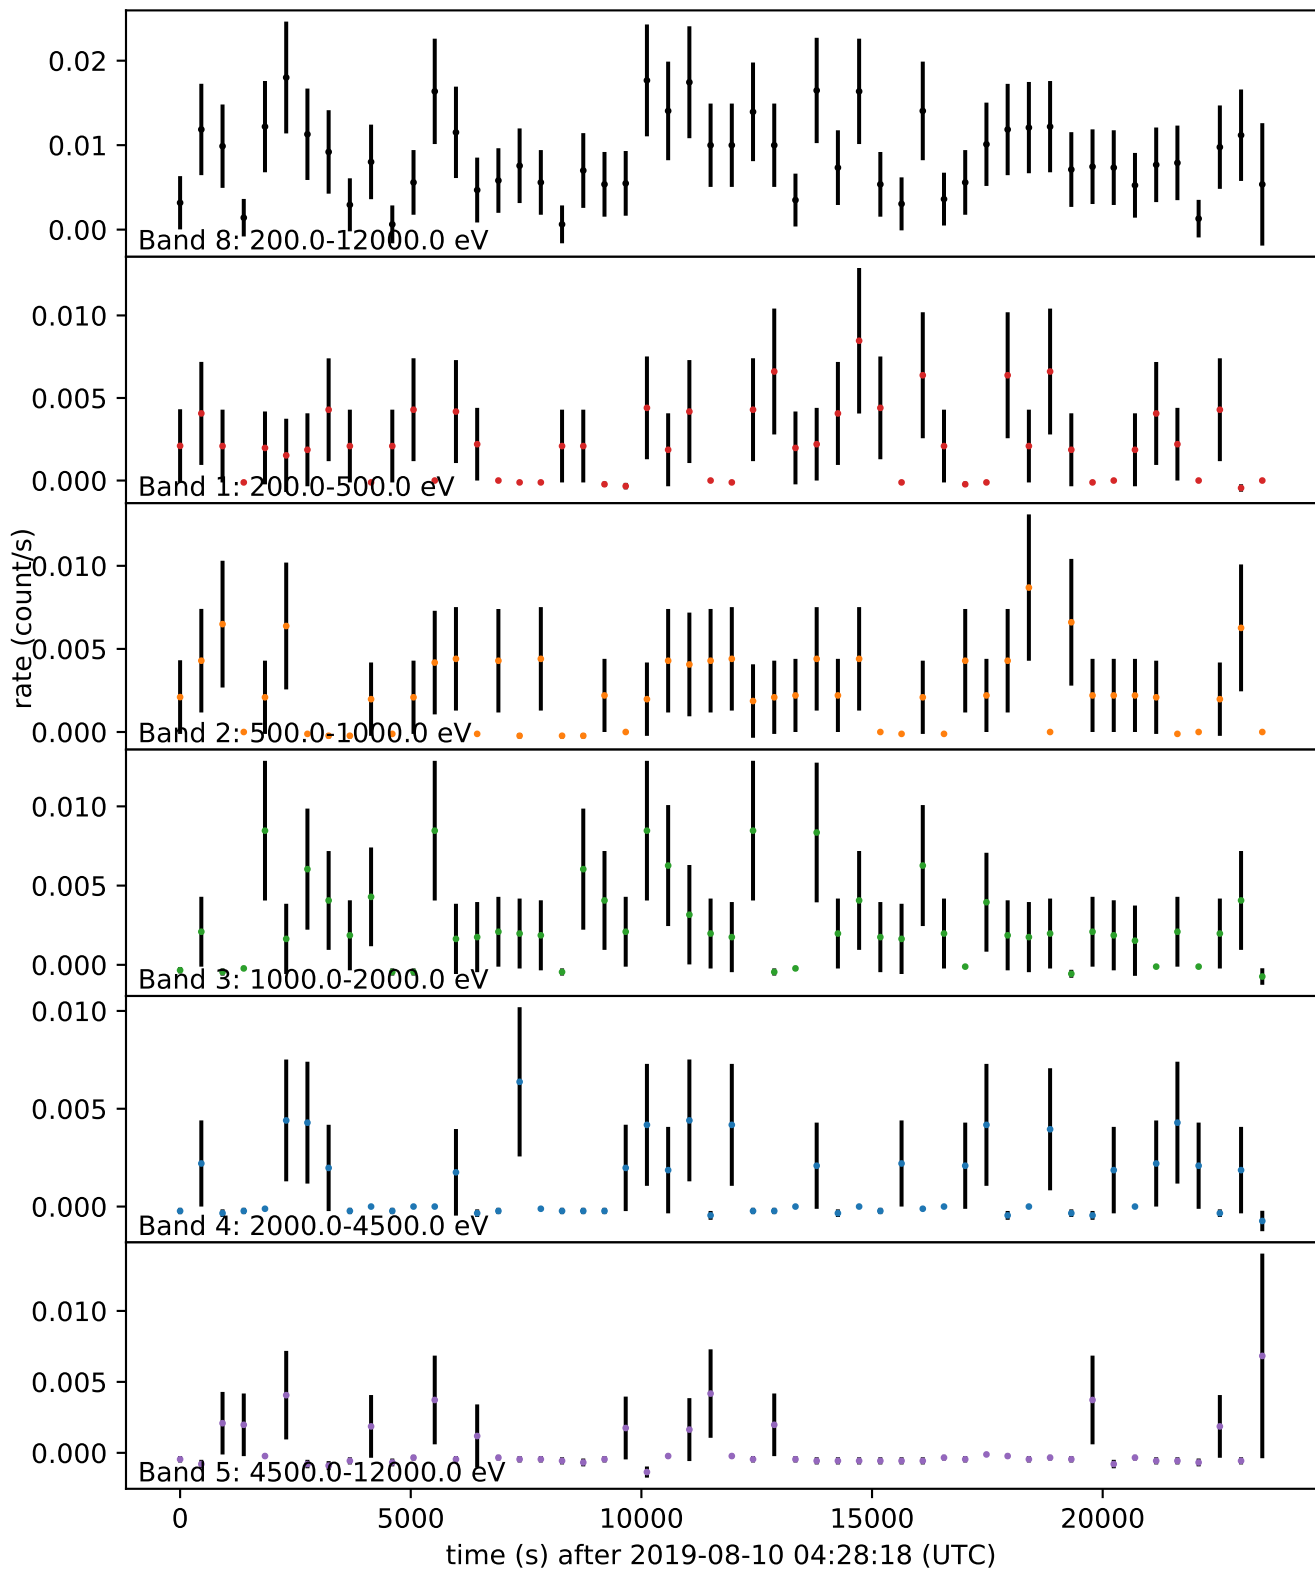 0.02
0.01
0.00
Band 8: 200.0-12000.0 eV
0.010
0.005
0.000
Band 1: 200.0-500.0 eV
rate (count/s)
0.010
0.005
0.000
Band 2: 500.0-1000.0 eV
0.010
0.005
0.000
Band 3: 1000.0-2000.0 eV
0.010
0.005
0.000
Band 4: 2000.0-4500.0 eV
0.010
0.005
0.000
Band 5: 4500.0-12000.0 eV
0 5000 10000 15000 20000
time (s) after 2019-08-10 04:28:18 (UTC)